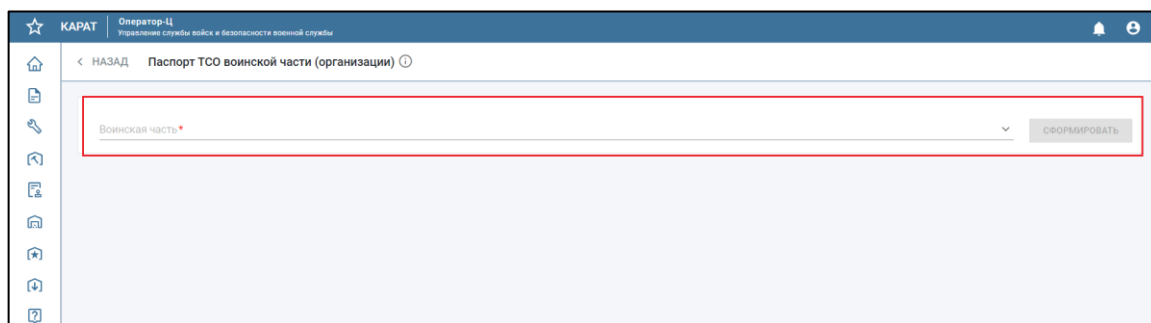 КАРАТ
Оператор-Ц
Управление службы войск и безопасности военной службы
НАЗАД Паспорт ТСО воинской части (организации)
Воинская часть* СФОРМИРОВАТЬ